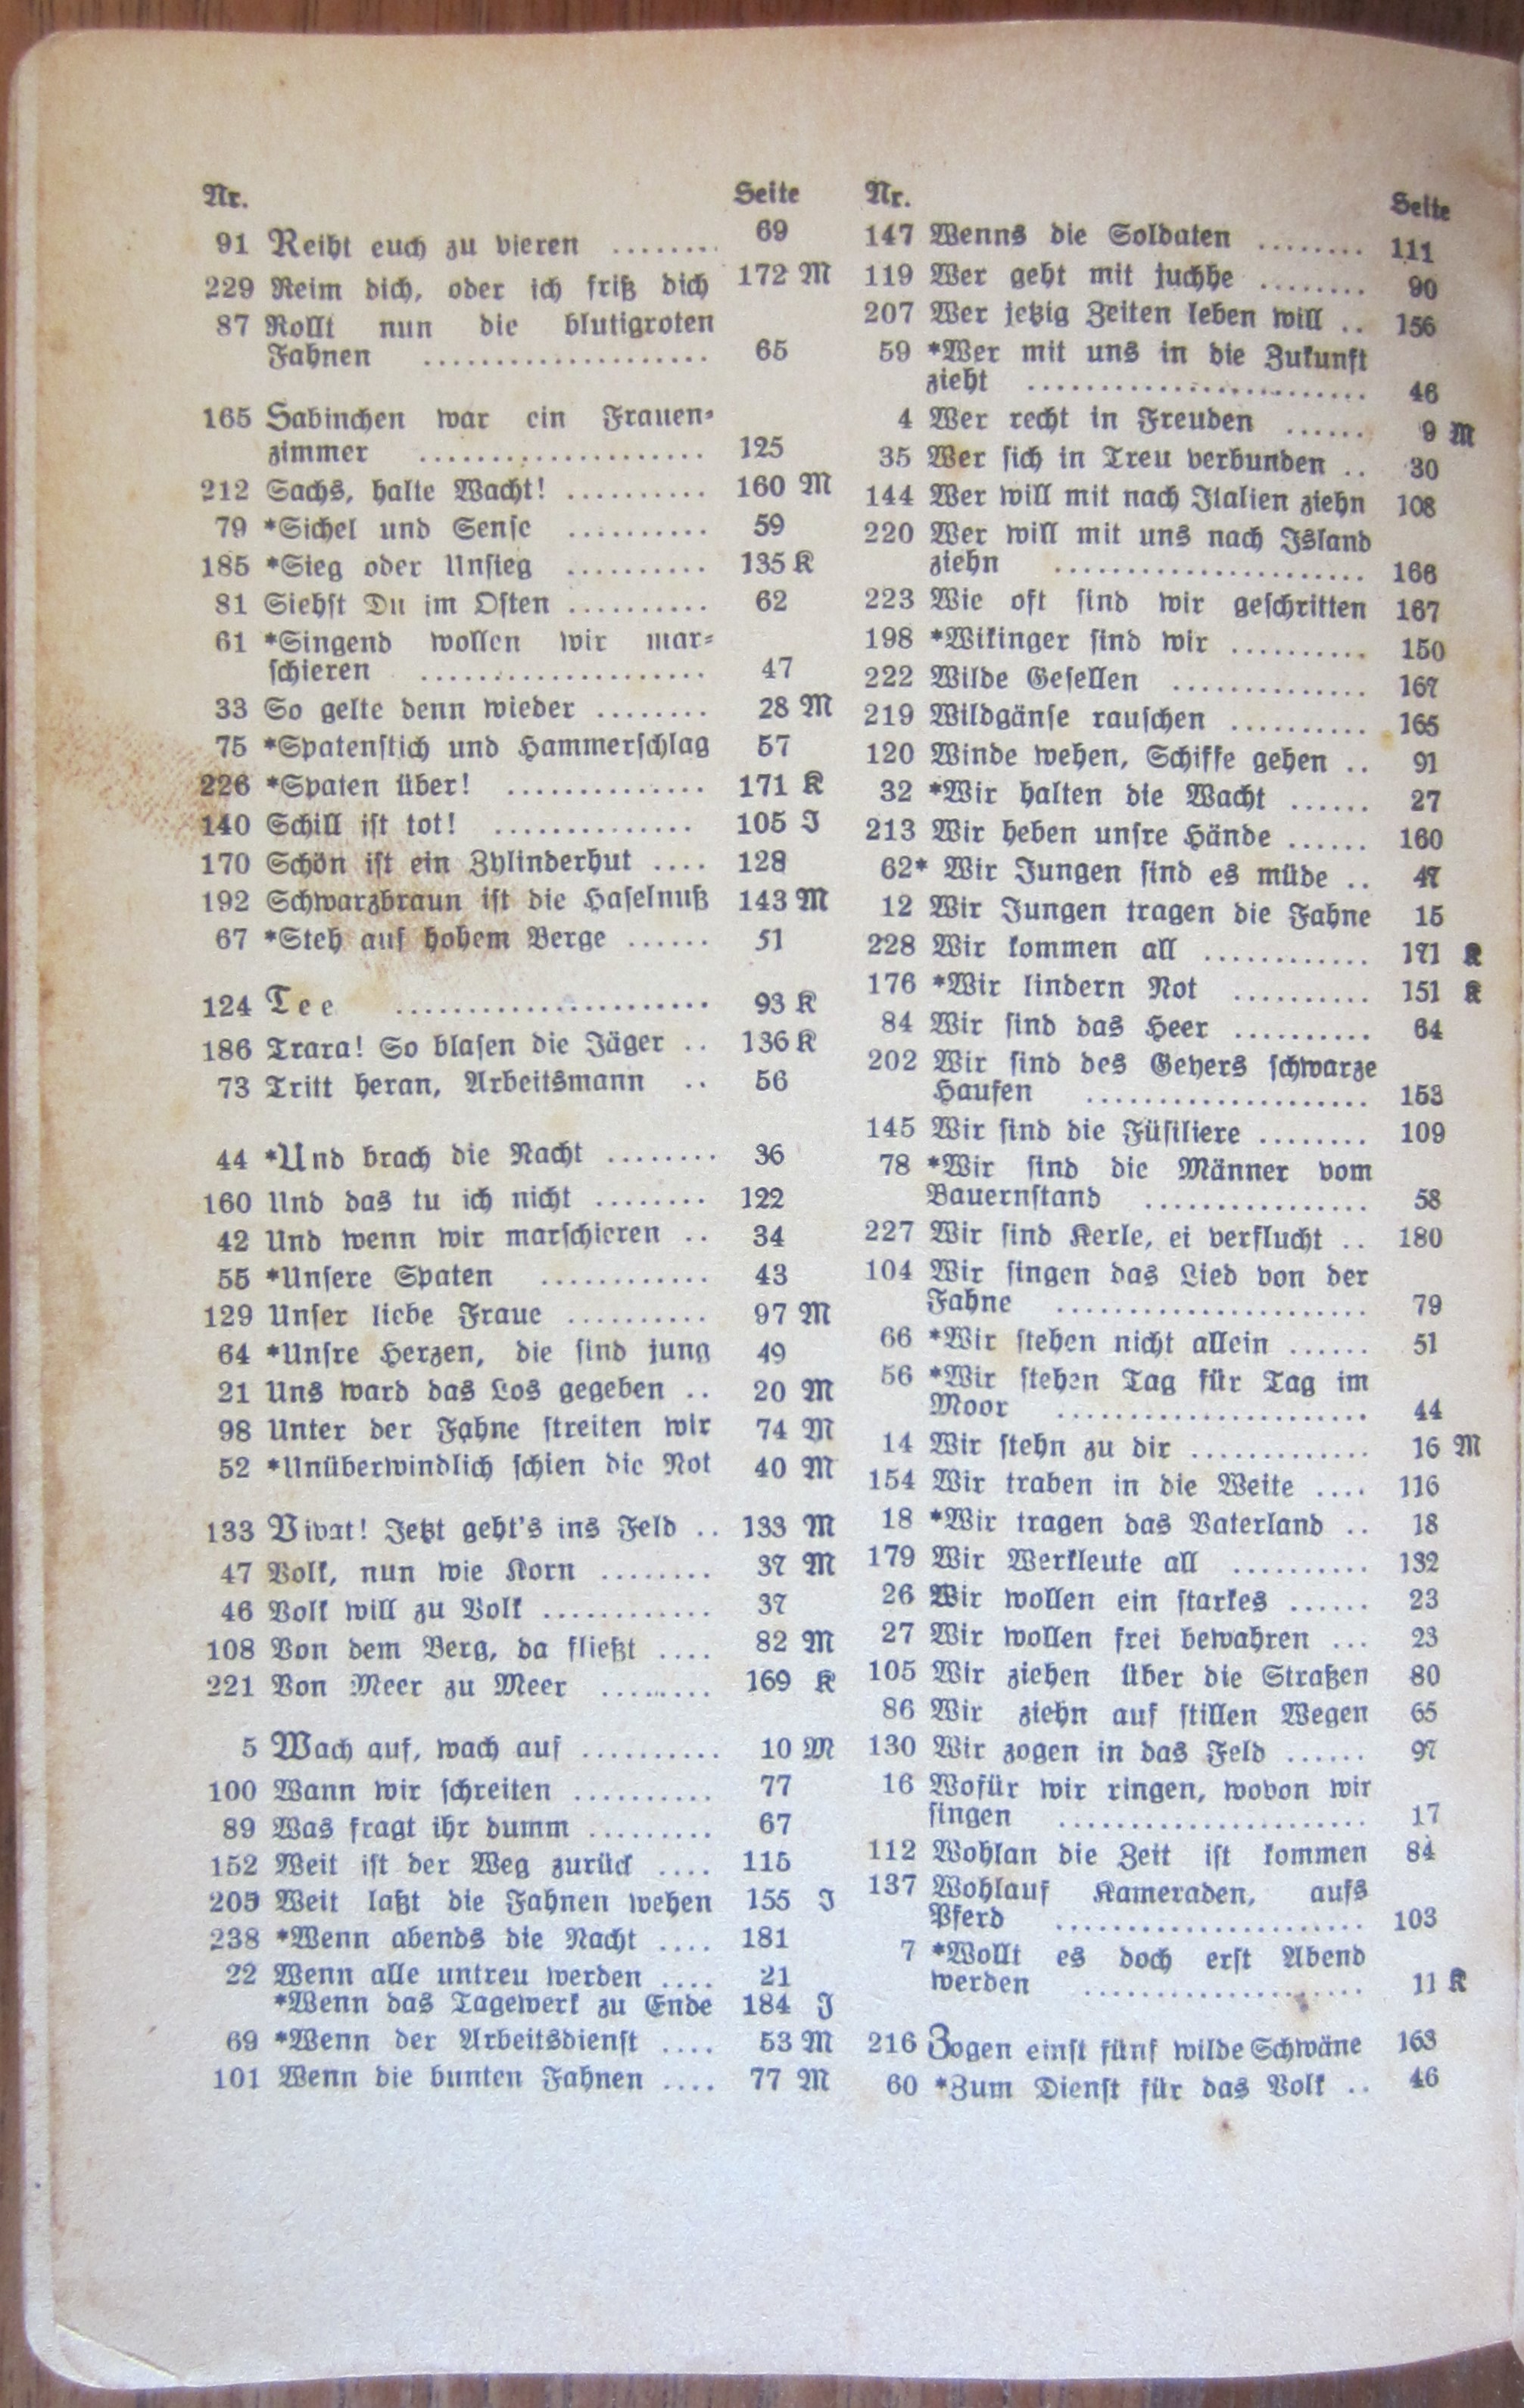 Nr. Seite
91 Reiht euch zu vieren ........ 69
229 Reim dich, oder ich friß dich 172 M
87 Rollt nun die blutigroten
Fahnen .................... 65
165 Sabinchen war ein Frauen-
zimmer .................... 125
212 Sachs, halte Wacht! .......... 160 M
79 *Sichel und Sense .......... 59
185 *Sieg oder Unsieg .......... 135 K
81 Siehst Du im Osten .......... 62
61 *Singend wollen wir mar-
schieren .................... 47
33 So gelte denn wieder ........ 28 M
75 *Spatenstich und Hammerschlag 57
226 *Spaten über! .............. 171 K
140 Schill ist tot! .............. 105 J
170 Schön ist ein Zylinderhut .... 128
192 Schwarzbraun ist die Haselnuß 143 M
67 *Steh auf hohem Berge ...... 51
124 Tee ...................... 93 K
186 Trara! So blasen die Jäger .. 136 K
73 Tritt heran, Arbeitsmann .. 56
44 *Und brach die Nacht ........ 36
160 Und das tu ich nicht ........ 122
42 Und wenn wir marschieren .. 34
55 *Unsere Spaten ............ 43
129 Unser liebe Fraue .......... 97 M
64 *Unsre Herzen, die sind jung 49
21 Uns ward das Los gegeben .. 20 M
98 Unter der Fahne streiten wir 74 M
52 *Unüberwindlich schien die Not 40 M
133 Vivat! Jetzt geht's ins Feld .. 133 M
47 Volk, nun wie Korn ........ 37 M
46 Volk will zu Volk ............ 37
108 Von dem Berg, da fließt .... 82 M
221 Von Meer zu Meer ........ 169 K
5 Wach auf, wach auf .......... 10 M
100 Wann wir schreiten .......... 77
89 Was fragt ihr dumm ......... 67
152 Weit ist der Weg zurück .... 115
205 Weit laßt die Fahnen wehen 155 J
238 *Wenn abends die Nacht .... 181
22 Wenn alle untreu werden .... 21
*Wenn das Tagewerk zu Ende 184 J
69 *Wenn der Arbeitsdienst .... 53 M
101 Wenn die bunten Fahnen .... 77 M
Nr. Seite
147 Wenns die Soldaten ........ 111
119 Wer geht mit juchhe ........ 90
207 Wer jetzig Zeiten leben will .. 156
59 *Wer mit uns in die Zukunft
zieht ........................ 46
4 Wer recht in Freuden ...... 9 M
35 Wer sich in Treu verbunden .. 30
144 Wer will mit nach Italien ziehn 108
220 Wer will mit uns nach Island
ziehn ...................... 166
223 Wie oft sind wir geschritten 167
198 *Wikinger sind wir .......... 150
222 Wilde Gesellen .............. 167
219 Wildgänse rauschen .......... 165
120 Winde wehen, Schiffe gehen .. 91
32 *Wir halten die Wacht ...... 27
213 Wir heben unsre Hände ...... 160
62* Wir Jungen sind es müde .. 47
12 Wir Jungen tragen die Fahne 15
228 Wir kommen all ............ 171 K
176 *Wir lindern Not .......... 151 K
84 Wir sind das Heer .......... 64
202 Wir sind des Geyers schwarze
Haufen .................... 153
145 Wir sind die Füsiliere ........ 109
78 *Wir sind die Männer vom
Bauernstand ................ 58
227 Wir sind Kerle, ei verflucht .. 180
104 Wir singen das Lied von der
Fahne ...................... 79
66 *Wir stehen nicht allein ...... 51
56 *Wir stehen Tag für Tag im
Moor ...................... 44
14 Wir stehn zu dir ............. 16 M
154 Wir traben in die Weite .... 116
18 *Wir tragen das Vaterland .. 18
179 Wir Werkleute all .......... 132
26 Wir wollen ein starkes ...... 23
27 Wir wollen frei bewahren ... 23
105 Wir ziehen über die Straßen 80
86 Wir ziehn auf stillen Wegen 65
130 Wir zogen in das Feld ...... 97
16 Wofür wir ringen, wovon wir
singen ...................... 17
112 Wohlan die Zeit ist kommen 84
137 Wohlauf Kameraden, aufs
Pferd ...................... 103
7 *Wollt es doch erst Abend
werden .................... 11 K
216 Zogen einst fünf wilde Schwäne 163
60 *Zum Dienst für das Volk .. 46